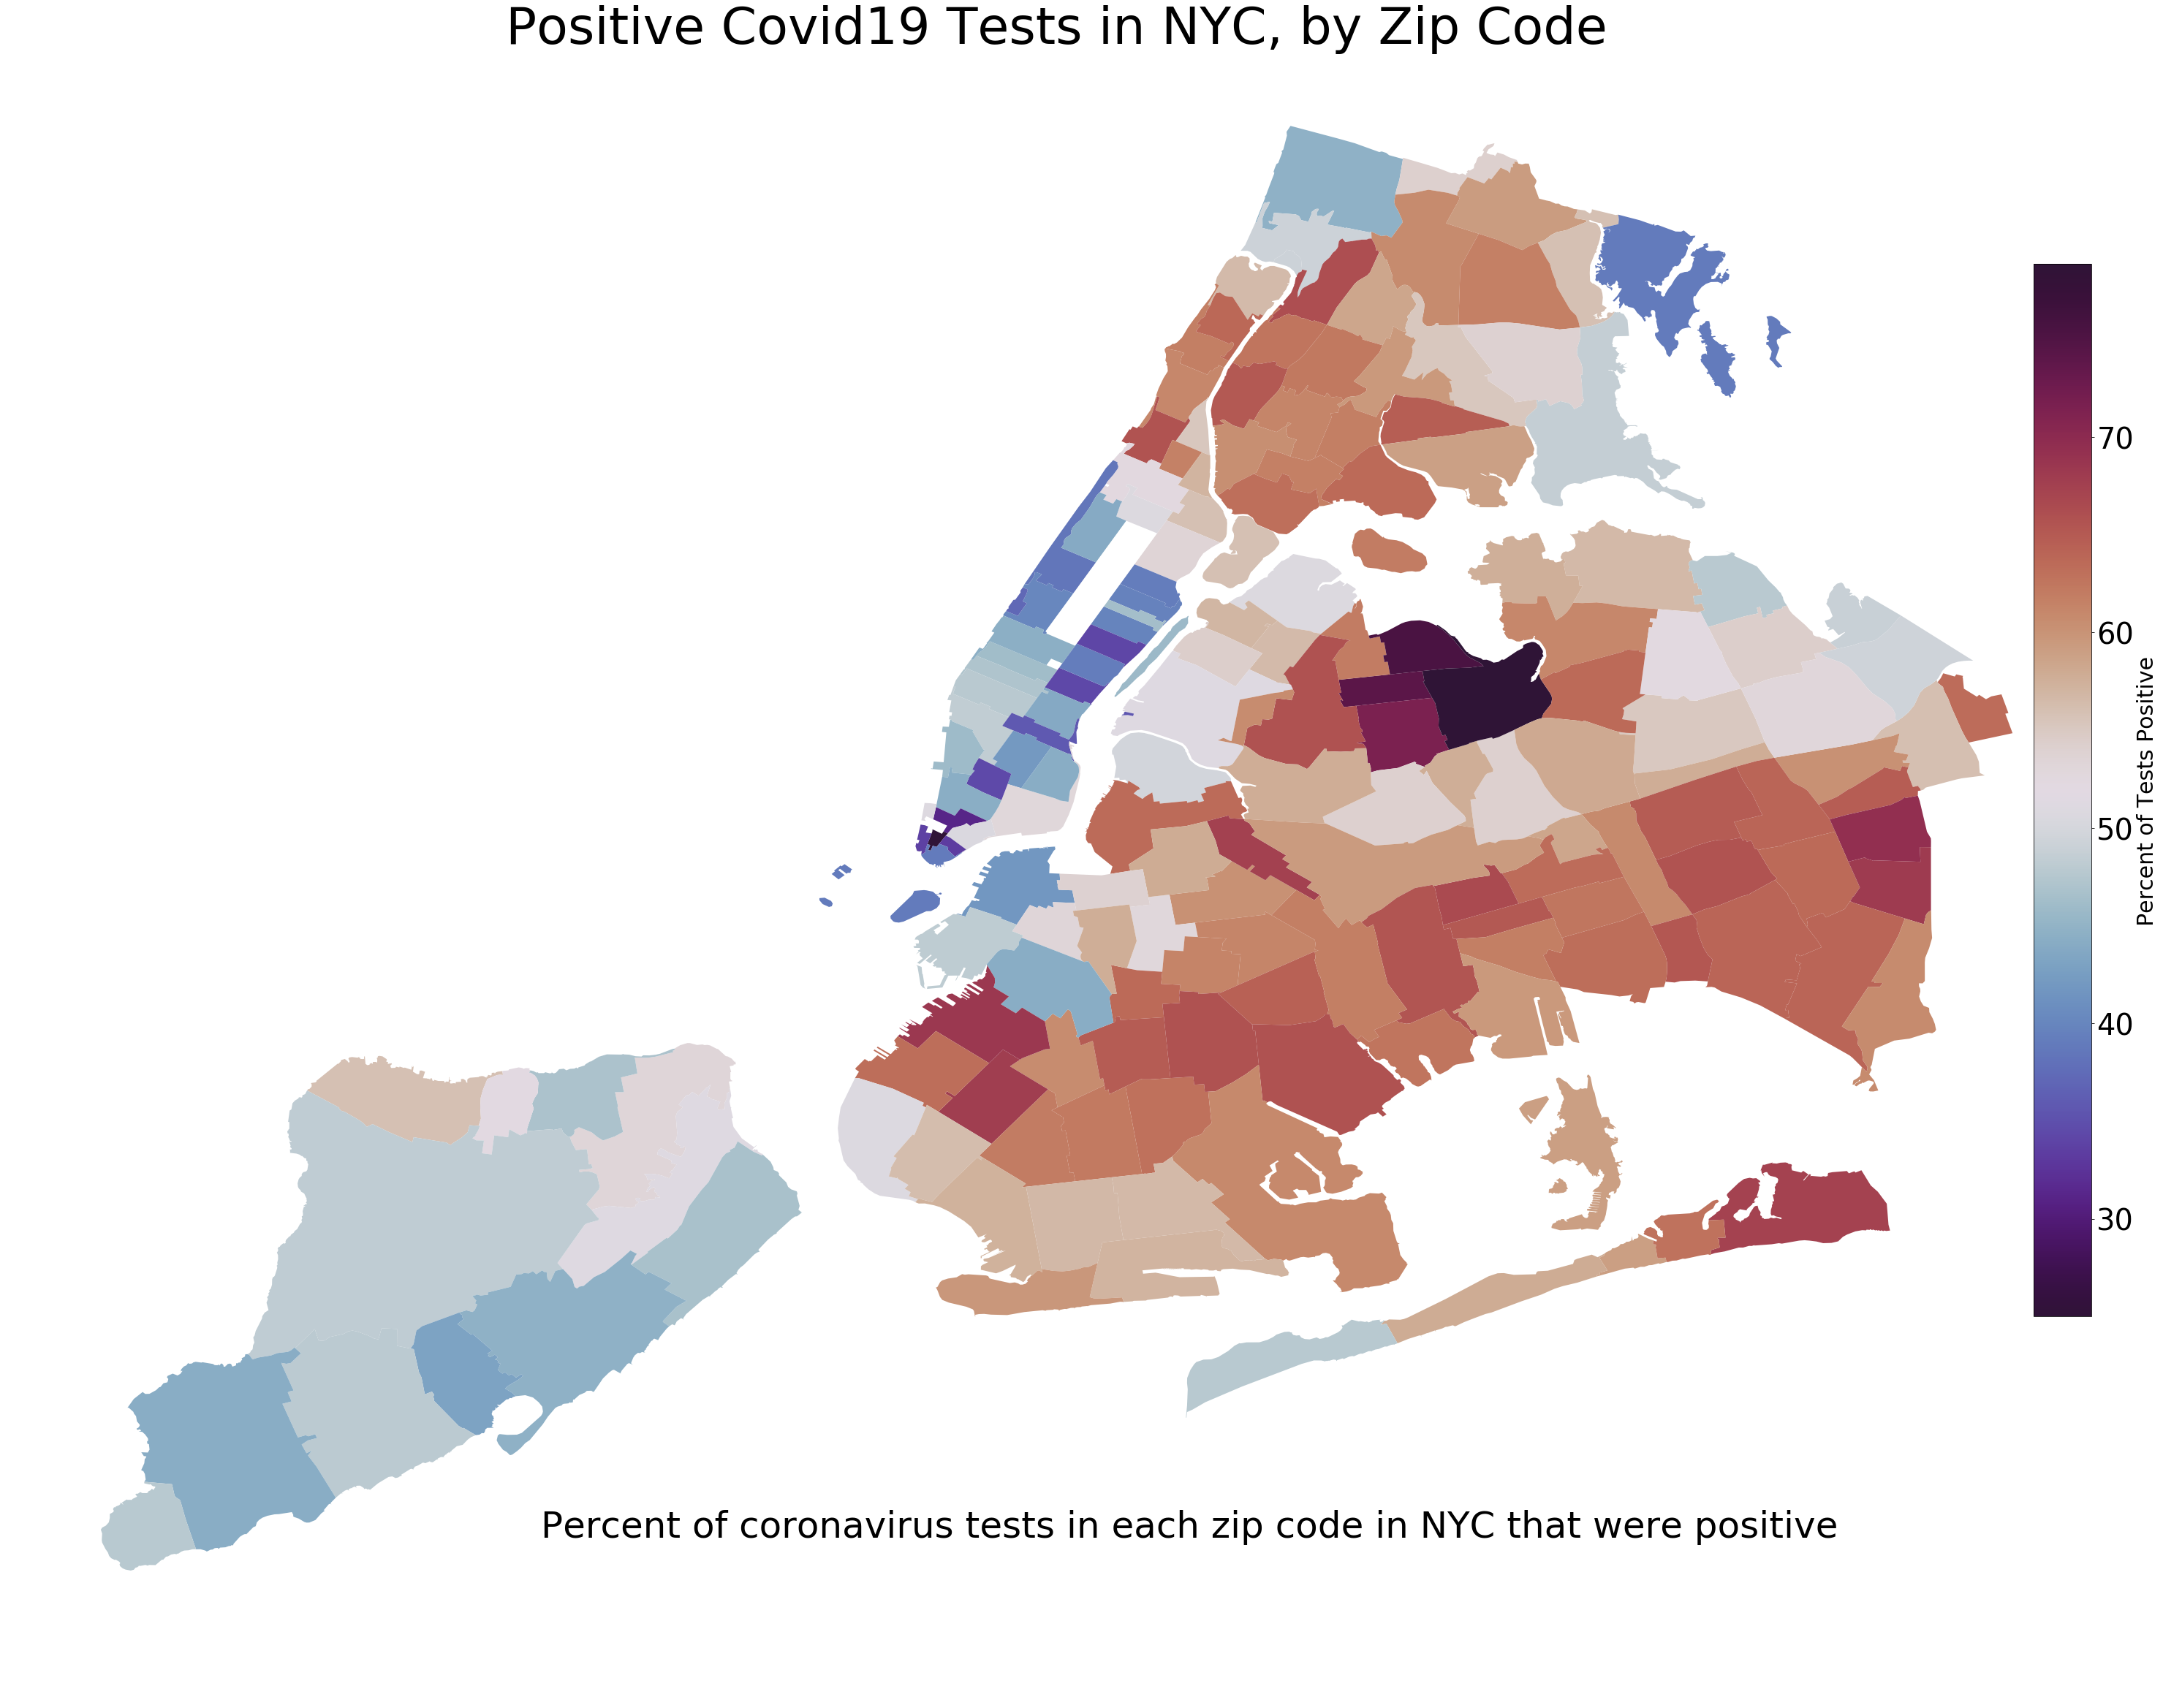 Positive Covid19 Tests in NYC, by Zip Code
70
60
50
40
30
Percent of Tests Positive
Percent of coronavirus tests in each zip code in NYC that were positive